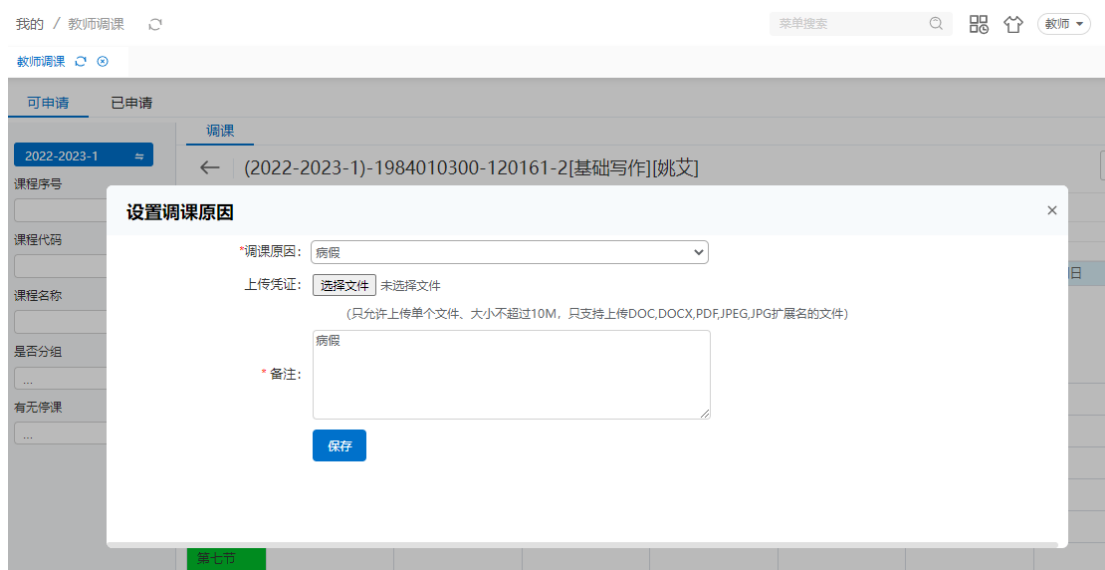 我的 / 教师调课
菜单搜索
教师
教师调课
可申请 已申请
调课
2022-2023-1
(2022-2023-1)-1984010300-120161-2[基础写作][姚艾]
课程序号
课程代码
课程名称
是否分组
...
有无停课
...
设置调课原因
*调课原因： 病假
上传凭证： 选择文件 未选择文件
(只允许上传单个文件、大小不超过10M，只支持上传DOC,DOCX,PDF,JPEG,JPG扩展名的文件)
* 备注： 病假
保存
日
第七节